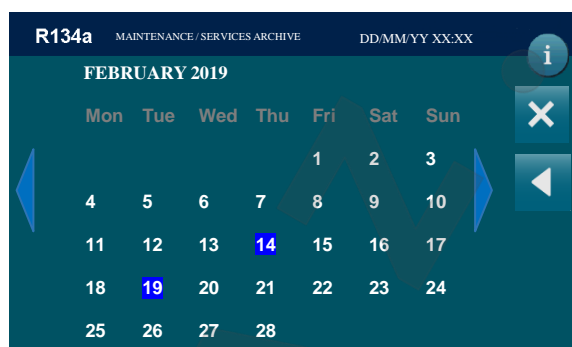 R134a MAINTENANCE / SERVICES ARCHIVE DD/MM/YY XX:XX
i
FEBRUARY 2019
Mon Tue Wed Thu Fri Sat Sun
1 2 3
4 5 6 7 8 9 10
11 12 13 14 15 16 17
18 19 20 21 22 23 24
25 26 27 28